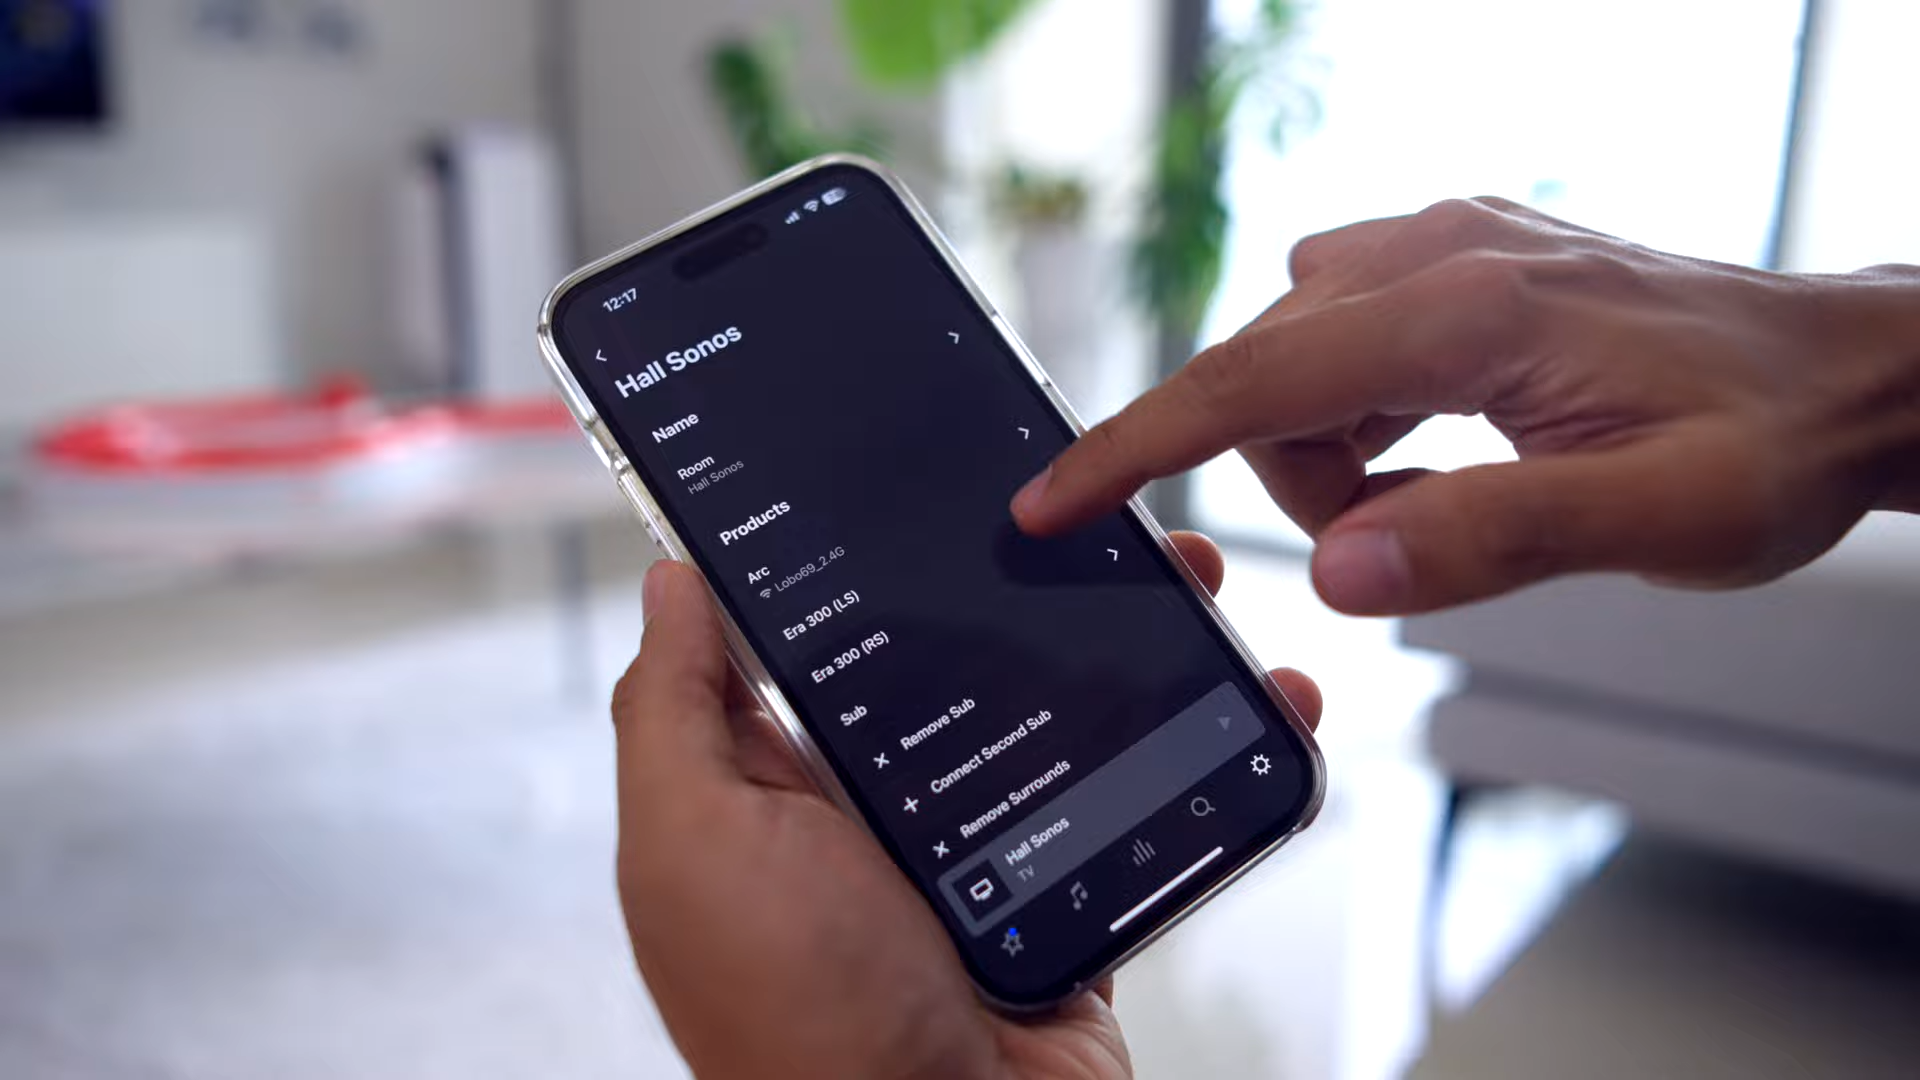 12:17
Hall Sonos
Name
Room
Hall Sonos
Products
Arc
Lobo69_2.4G
Era 300 (LS)
Era 300 (RS)
Sub
Remove Sub
Connect Second Sub
Remove Surrounds
Hall Sonos
TV